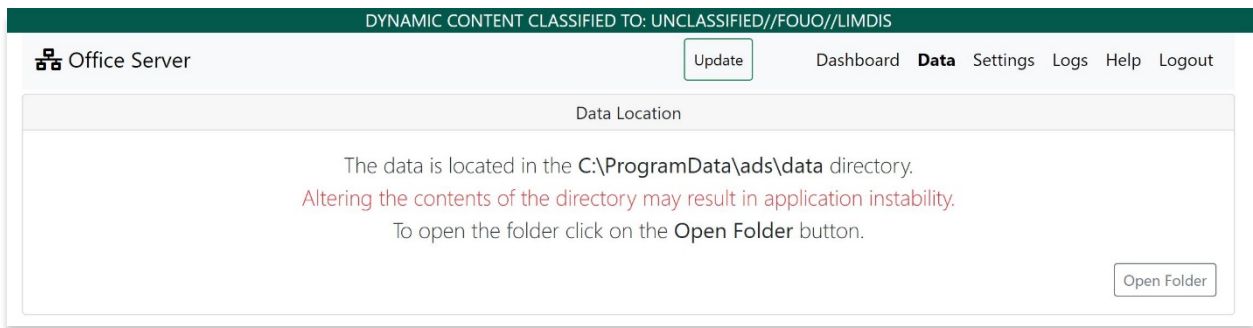 DYNAMIC CONTENT CLASSIFIED TO: UNCLASSIFIED//FOUO//LIMDIS
Office Server Update Dashboard Data Settings Logs Help Logout
Data Location
The data is located in the C:\ProgramData\ads\data directory.
Altering the contents of the directory may result in application instability.
To open the folder click on the Open Folder button.
Open Folder